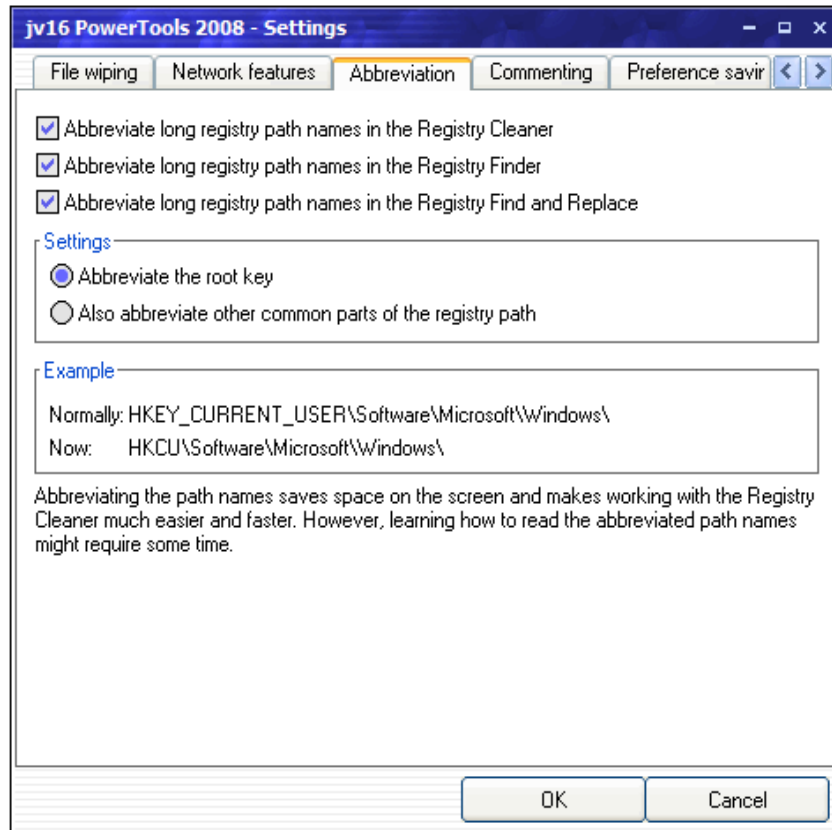 jv16 PowerTools 2008 - Settings
File wiping Network features Abbreviation Commenting Preference savir
Abbreviate long registry path names in the Registry Cleaner
Abbreviate long registry path names in the Registry Finder
Abbreviate long registry path names in the Registry Find and Replace
Settings
Abbreviate the root key
Also abbreviate other common parts of the registry path
Example
Normally: HKEY_CURRENT_USER\Software\Microsoft\Windows\
Now: HKCU\Software\Microsoft\Windows\
Abbreviating the path names saves space on the screen and makes working with the Registry
Cleaner much easier and faster. However, learning how to read the abbreviated path names
might require some time.
OK Cancel